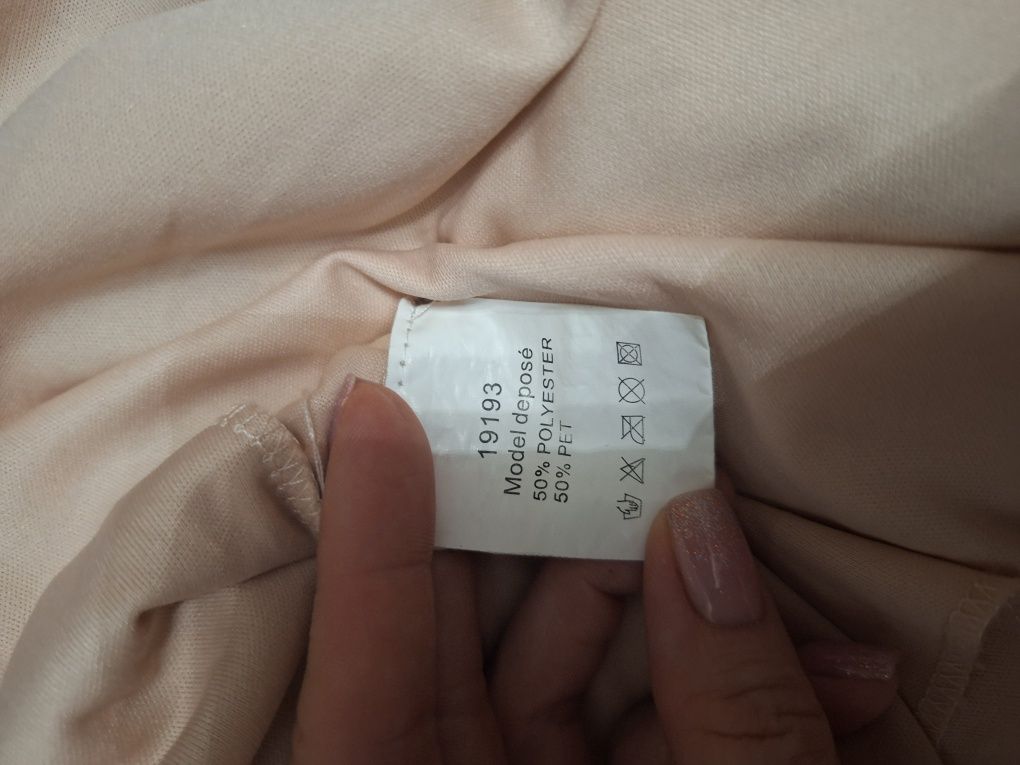 19193
Model deposé
50% POLYESTER
50% PET